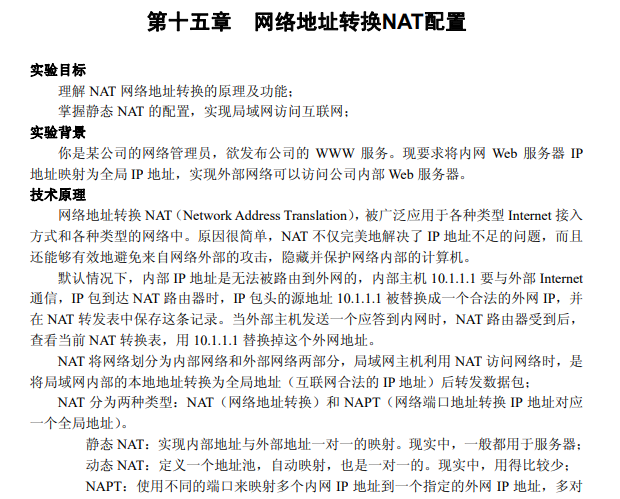 第十五章 网络地址转换NAT配置
实验目标
理解 NAT 网络地址转换的原理及功能；
掌握静态 NAT 的配置，实现局域网访问互联网；
实验背景
你是某公司的网络管理员，欲发布公司的 WWW 服务。现要求将内网 Web 服务器 IP
地址映射为全局 IP 地址，实现外部网络可以访问公司内部 Web 服务器。
技术原理
网络地址转换 NAT（Network Address Translation），被广泛应用于各种类型 Internet 接入
方式和各种类型的网络中。原因很简单，NAT 不仅完美地解决了 IP 地址不足的问题，而且
还能够有效地避免来自网络外部的攻击，隐藏并保护网络内部的计算机。
默认情况下，内部 IP 地址是无法被路由到外网的，内部主机 10.1.1.1 要与外部 Internet
通信，IP 包到达 NAT 路由器时，IP 包头的源地址 10.1.1.1 被替换成一个合法的外网 IP，并
在 NAT 转发表中保存这条记录。当外部主机发送一个应答到内网时，NAT 路由器受到后，
查看当前 NAT 转换表，用 10.1.1.1 替换掉这个外网地址。
NAT 将网络划分为内部网络和外部网络两部分，局域网主机利用 NAT 访问网络时，是
将局域网内部的本地地址转换为全局地址（互联网合法的 IP 地址）后转发数据包；
NAT 分为两种类型：NAT（网络地址转换）和 NAPT（网络端口地址转换 IP 地址对应
一个全局地址）。
静态 NAT：实现内部地址与外部地址一对一的映射。现实中，一般都用于服务器；
动态 NAT：定义一个地址池，自动映射，也是一对一的。现实中，用得比较少；
NAPT：使用不同的端口来映射多个内网 IP 地址到一个指定的外网 IP 地址，多对